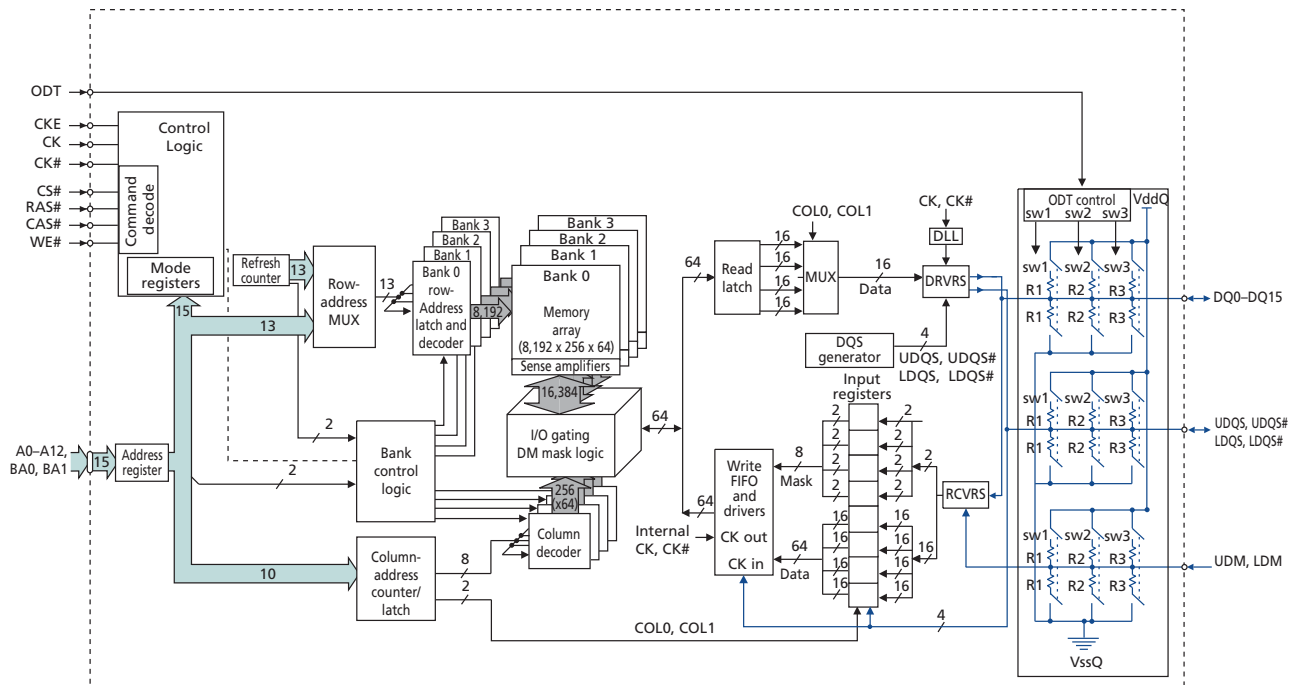 ODT
CKE
CK
CK#
CS#
RAS#
CAS#
WE#
Control
Logic
Command
decode
Mode
registers
15
Refresh
counter
13
13
Row-
address
MUX
13
Bank 3
Bank 2
Bank 1
Bank 0
row-
Address
latch and
decoder
8,192
Bank 3
Bank 2
Bank 1
Bank 0
Memory
array
(8,192 x 256 x 64)
Sense amplifiers
16,384
I/O gating
DM mask logic
256
(x64)
Column
decoder
2
2
Bank
control
logic
A0–A12,
BA0, BA1
15
Address
register
10
Column-
address
counter/
latch
8
2
COL0, COL1
64
64
64
Read
latch
16
16
16
16
COL0, COL1
MUX
16
Data
CK, CK#
DLL
DRVRS
DQS
generator
4
UDQS, UDQS#
LDQS, LDQS#
Input
registers
2
2
2
2
2
2
2
2
2
8
Mask
Write
FIFO
and
drivers
CK out
CK in
Internal
CK, CK#
64
Data
16
16
16
16
16
16
16
16
16
RCVRS
4
ODT control
VddQ
sw1 sw2 sw3
sw1 sw2 sw3
R1 R2 R3
R1 R2 R3
sw1 sw2 sw3
R1 R2 R3
R1 R2 R3
sw1 sw2 sw3
R1 R2 R3
R1 R2 R3
VssQ
DQ0–DQ15
UDQS, UDQS#
LDQS, LDQS#
UDM, LDM